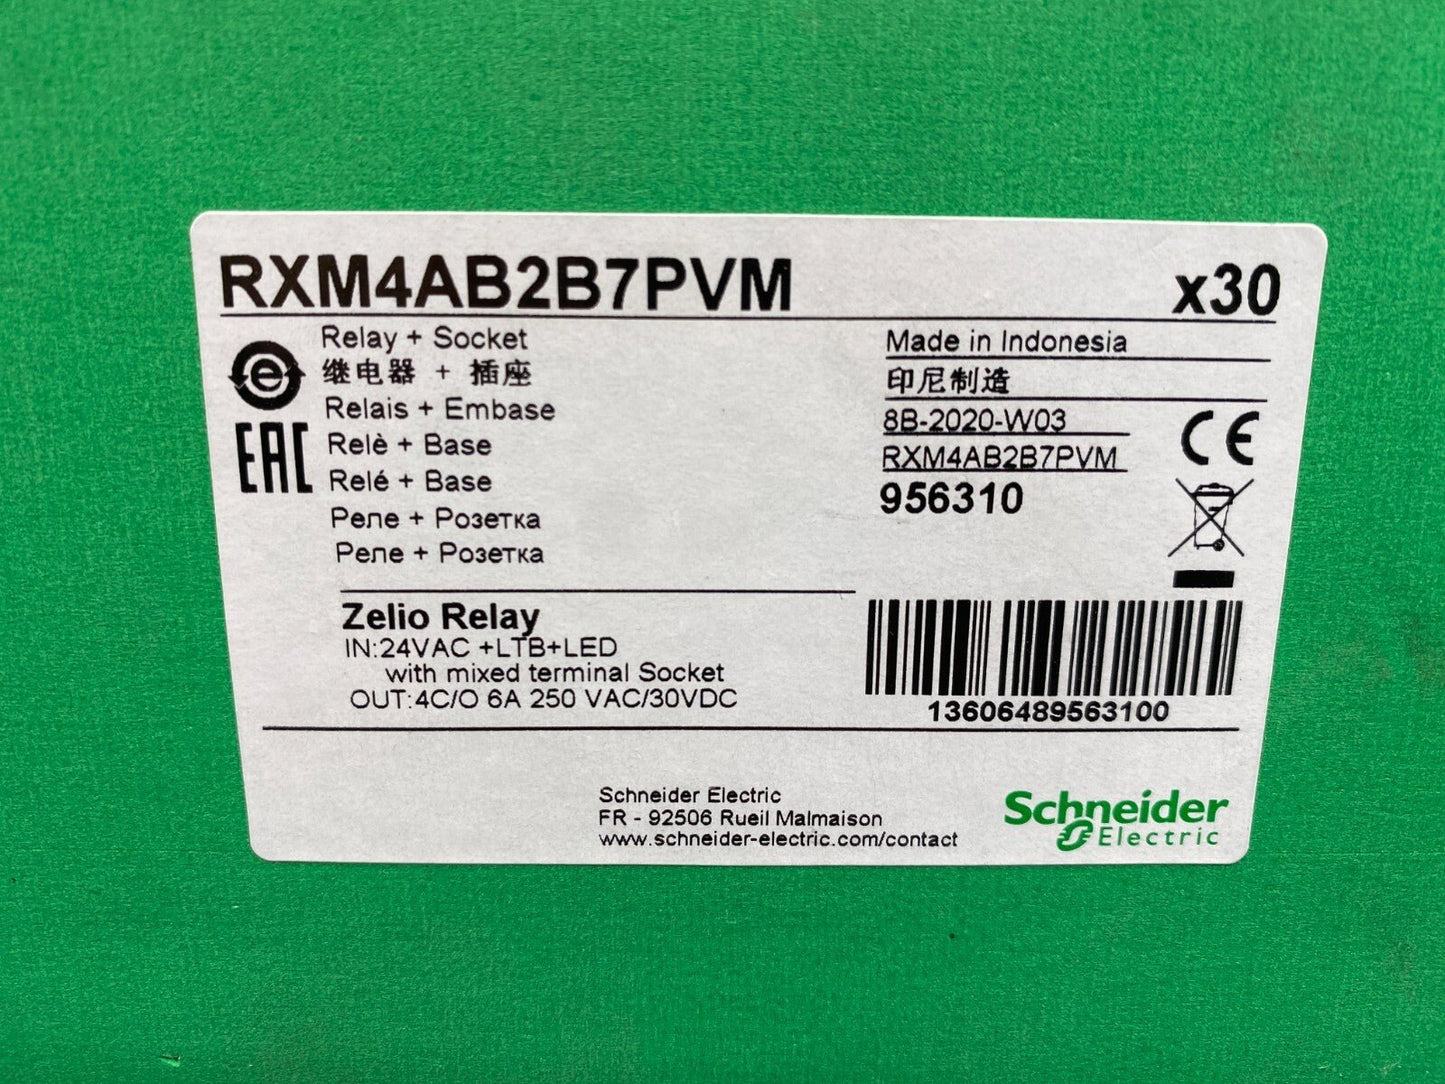 RXM4AB2B7PVM x30
Relay + Socket
继电器 + 插座
Relais + Embase
Relè + Base
Relé + Base
Реле + Розетка
Реле + Розетка
Made in Indonesia
印尼制造
8B-2020-W03
RXM4AB2B7PVM
956310
e
EAC
CE
Zelio Relay
IN:24VAC +LTB+LED
with mixed terminal Socket
OUT:4C/O 6A 250 VAC/30VDC
13606489563100
Schneider Electric
FR - 92506 Rueil Malmaison
www.schneider-electric.com/contact
Schneider
Electric